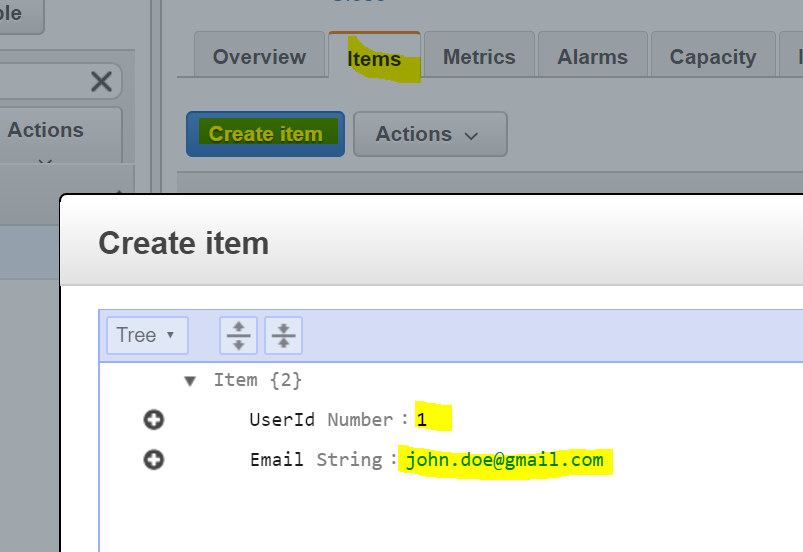 Overview Items Metrics Alarms Capacity
Actions
Create item Actions
Create item
Tree
Item {2}
UserId Number : 1
Email String : john.doe@gmail.com